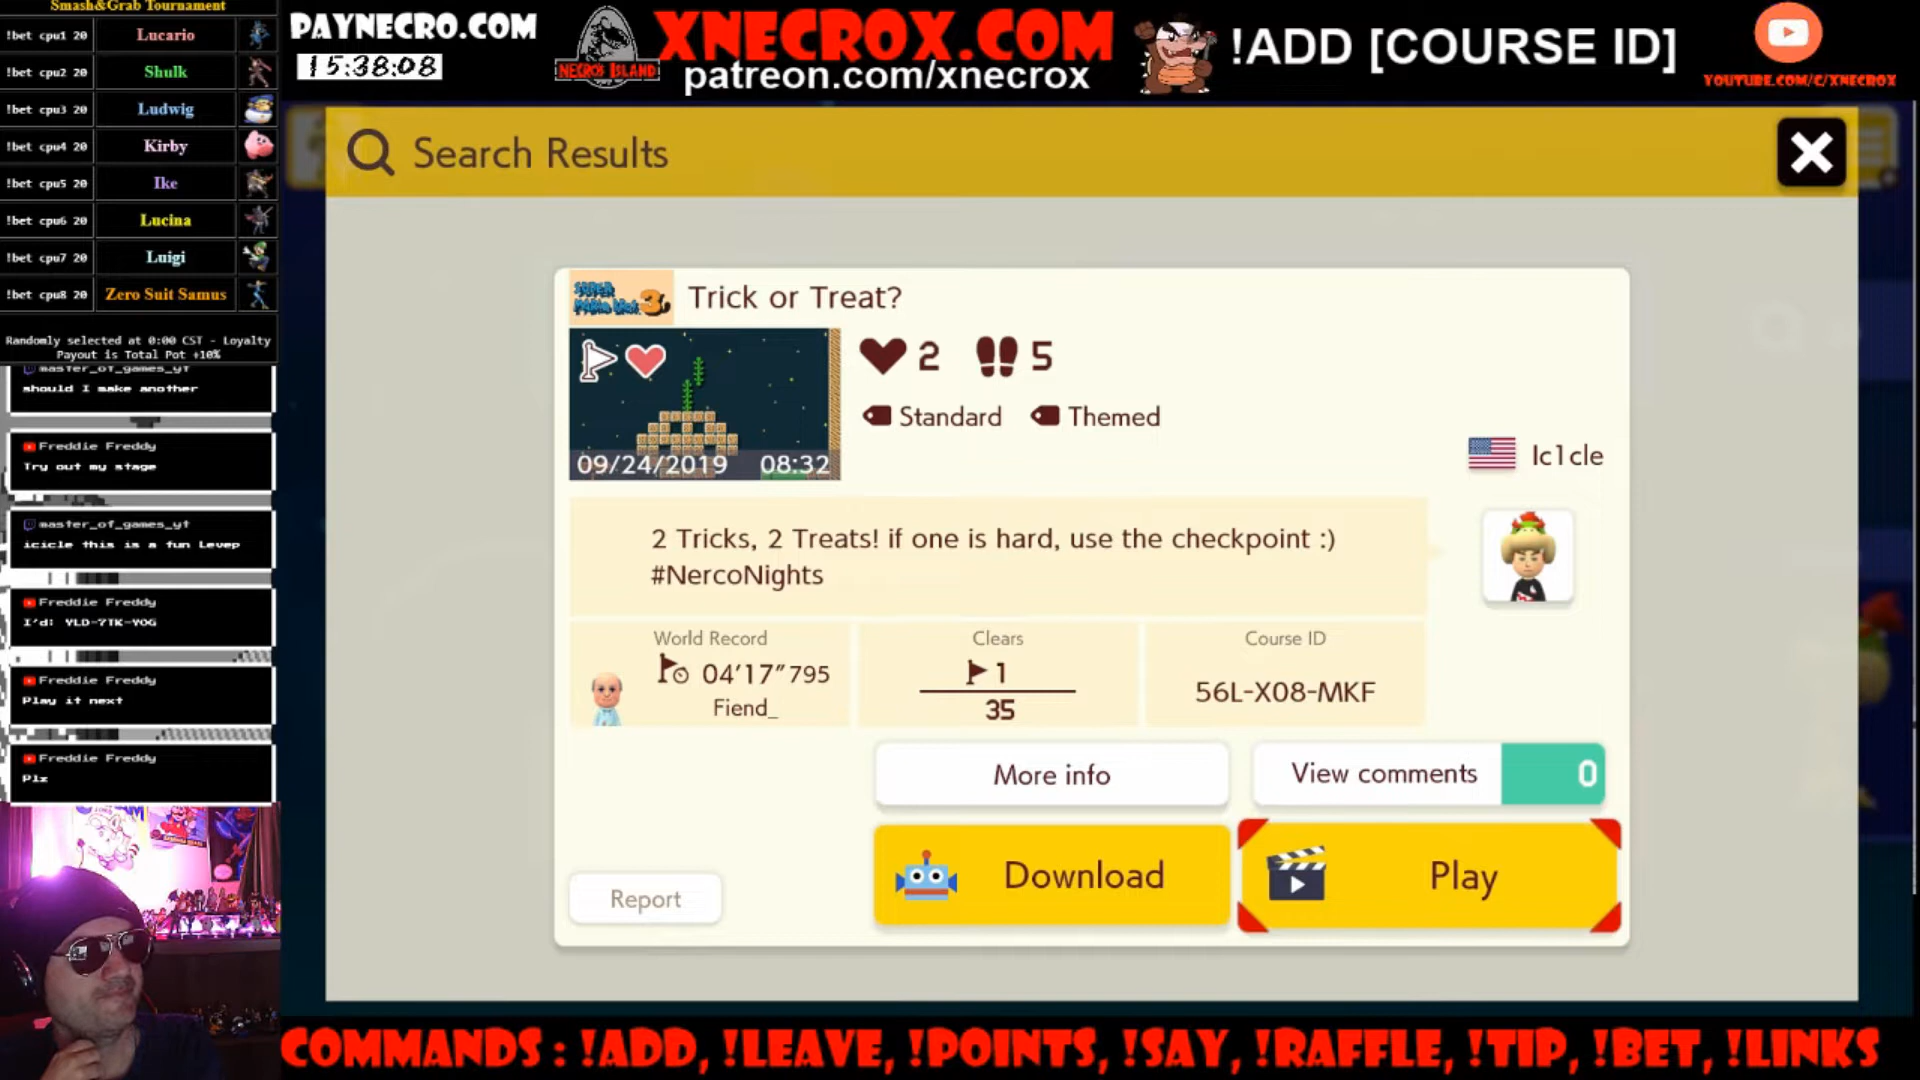 Smash&Grab Tournament
!bet cpu1 20 Lucario
!bet cpu2 20 Shulk
!bet cpu3 20 Ludwig
!bet cpu4 20 Kirby
!bet cpu5 20 Ike
!bet cpu6 20 Lucina
!bet cpu7 20 Luigi
!bet cpu8 20 Zero Suit Samus
Randomly selected at 0:00 CST - Loyalty
Payout is Total Pot +10%
master_of_games_yt
should I make another
Freddie Freddy
Try out my stage
master_of_games_yt
icicle this is a fun Levep
Freddie Freddy
I'd: YLD-7TK-YOG
Freddie Freddy
Play it next
Freddie Freddy
Plz
PAYNECRO.COM
15:38:08
NECROS ISLAND
XNECROX.COM
patreon.com/xnecrox
!ADD [COURSE ID]
YOUTUBE.COM/C/XNECROX
Search Results
SUPER MARIO BROS. 3
Trick or Treat?
2 5
Standard Themed
09/24/2019 08:32
Ic1cle
2 Tricks, 2 Treats! if one is hard, use the checkpoint :)
#NercoNights
World Record
04'17"795
Fiend_
Clears
1
35
Course ID
56L-X08-MKF
More info
View comments 0
Report
Download
Play
COMMANDS : !ADD, !LEAVE, !POINTS, !SAY, !RAFFLE, !TIP, !BET, !LINKS